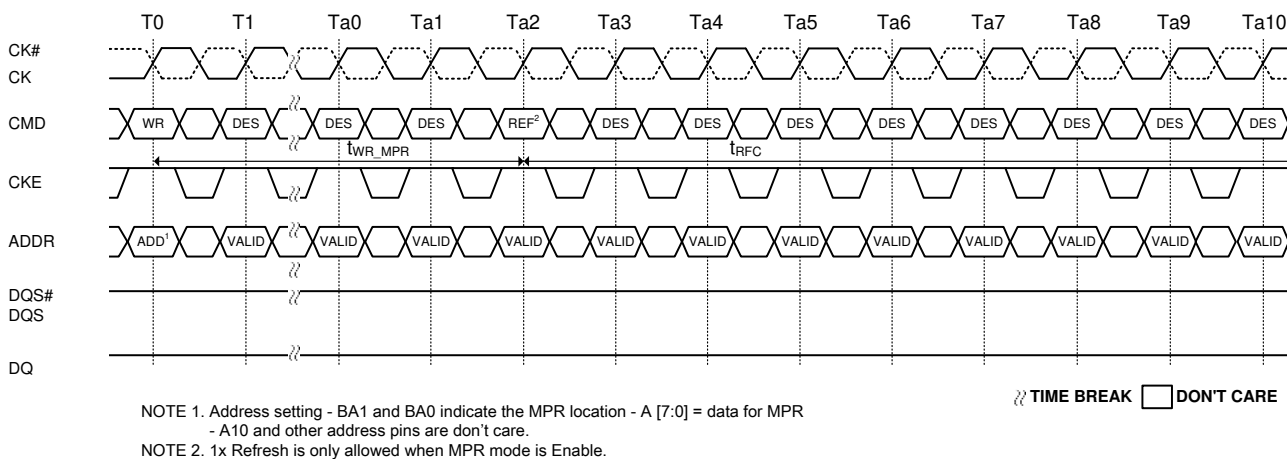 T0 T1 Ta0 Ta1 Ta2 Ta3 Ta4 Ta5 Ta6 Ta7 Ta8 Ta9 Ta10
CK#
CK
CMD WR DES DES DES REF² DES DES DES DES DES DES DES DES
tWR_MPR tRFC
CKE
ADDR ADD¹ VALID VALID VALID VALID VALID VALID VALID VALID VALID VALID VALID VALID
DQS#
DQS
DQ
TIME BREAK DON'T CARE
NOTE 1. Address setting - BA1 and BA0 indicate the MPR location - A [7:0] = data for MPR
- A10 and other address pins are don't care.
NOTE 2. 1x Refresh is only allowed when MPR mode is Enable.